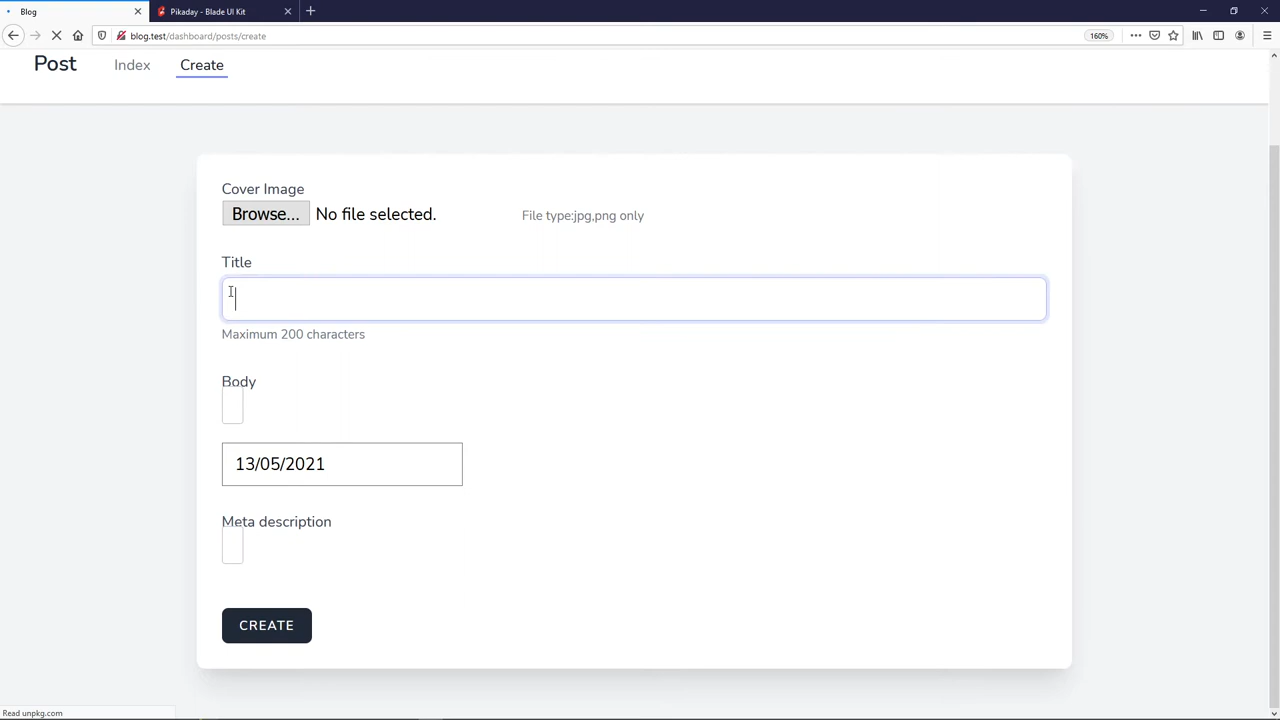 Blog
Pikaday - Blade UI Kit
blog.test/dashboard/posts/create
160%
Post
Index
Create
Cover Image
Browse... No file selected.
File type:jpg,png only
Title
Maximum 200 characters
Body
13/05/2021
Meta description
CREATE
Read unpkg.com